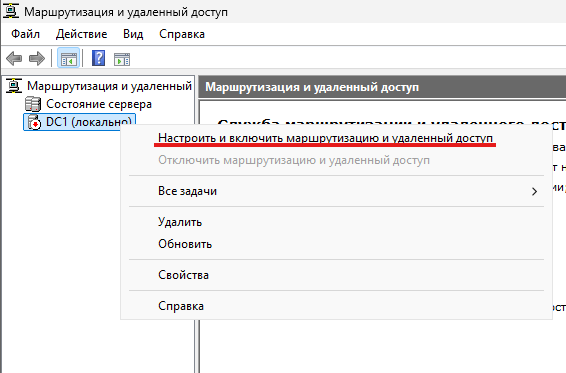 Маршрутизация и удаленный доступ
Файл Действие Вид Справка
Маршрутизация и удаленный
Маршрутизация и удаленный доступ
Состояние сервера
DC1 (локально)
Настроить и включить маршрутизацию и удаленный доступ
Отключить маршрутизацию и удаленный доступ
Все задачи
Удалить
Обновить
Свойства
Справка